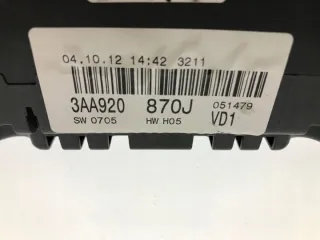 04.10.12 14:42 3211
3AA920 870J 051479
SW 0705 HW H05 VD1